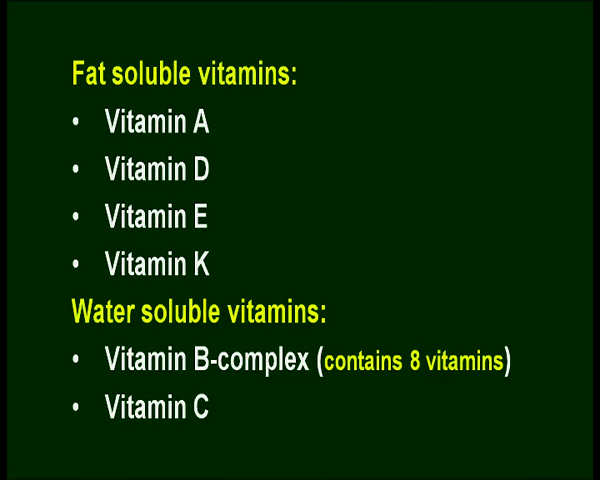 Fat soluble vitamins:
• Vitamin A
• Vitamin D
• Vitamin E
• Vitamin K
Water soluble vitamins:
• Vitamin B-complex (contains 8 vitamins)
• Vitamin C